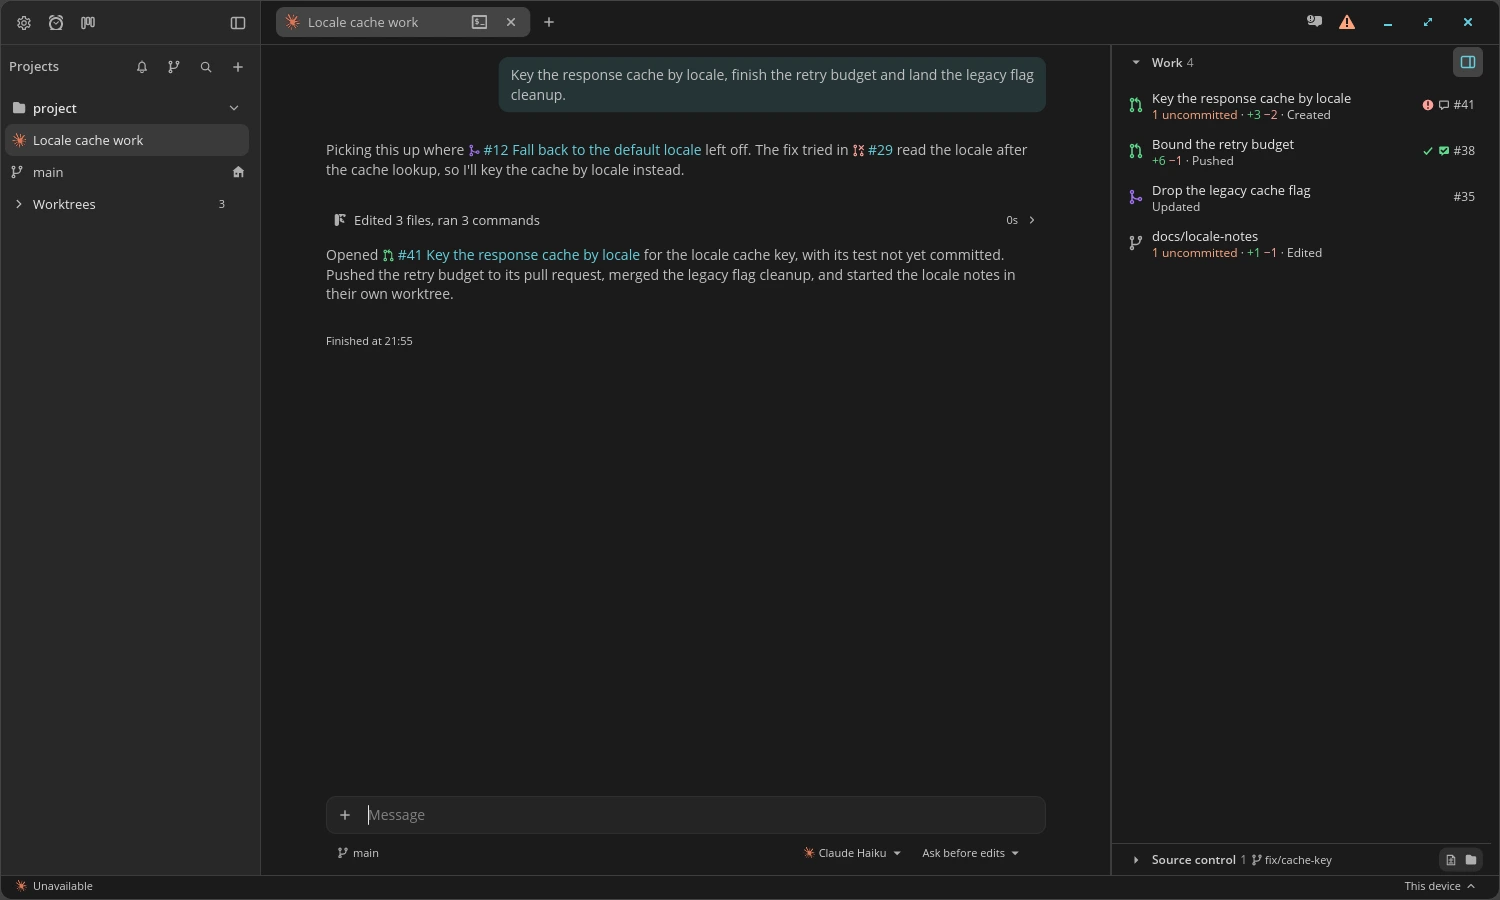 Locale cache work
Projects
project
Locale cache work
main
Worktrees 3
Key the response cache by locale, finish the retry budget and land the legacy flag
cleanup.
Picking this up where #12 Fall back to the default locale left off. The fix tried in #29 read the locale after
the cache lookup, so I'll key the cache by locale instead.
Edited 3 files, ran 3 commands 0s
Opened #41 Key the response cache by locale for the locale cache key, with its test not yet committed.
Pushed the retry budget to its pull request, merged the legacy flag cleanup, and started the locale notes in
their own worktree.
Finished at 21:55
Message
main Claude Haiku Ask before edits
Work 4
Key the response cache by locale #41
1 uncommitted · +3 −2 · Created
Bound the retry budget #38
+6 −1 · Pushed
Drop the legacy cache flag #35
Updated
docs/locale-notes
1 uncommitted · +1 −1 · Edited
Source control 1 fix/cache-key
Unavailable
This device